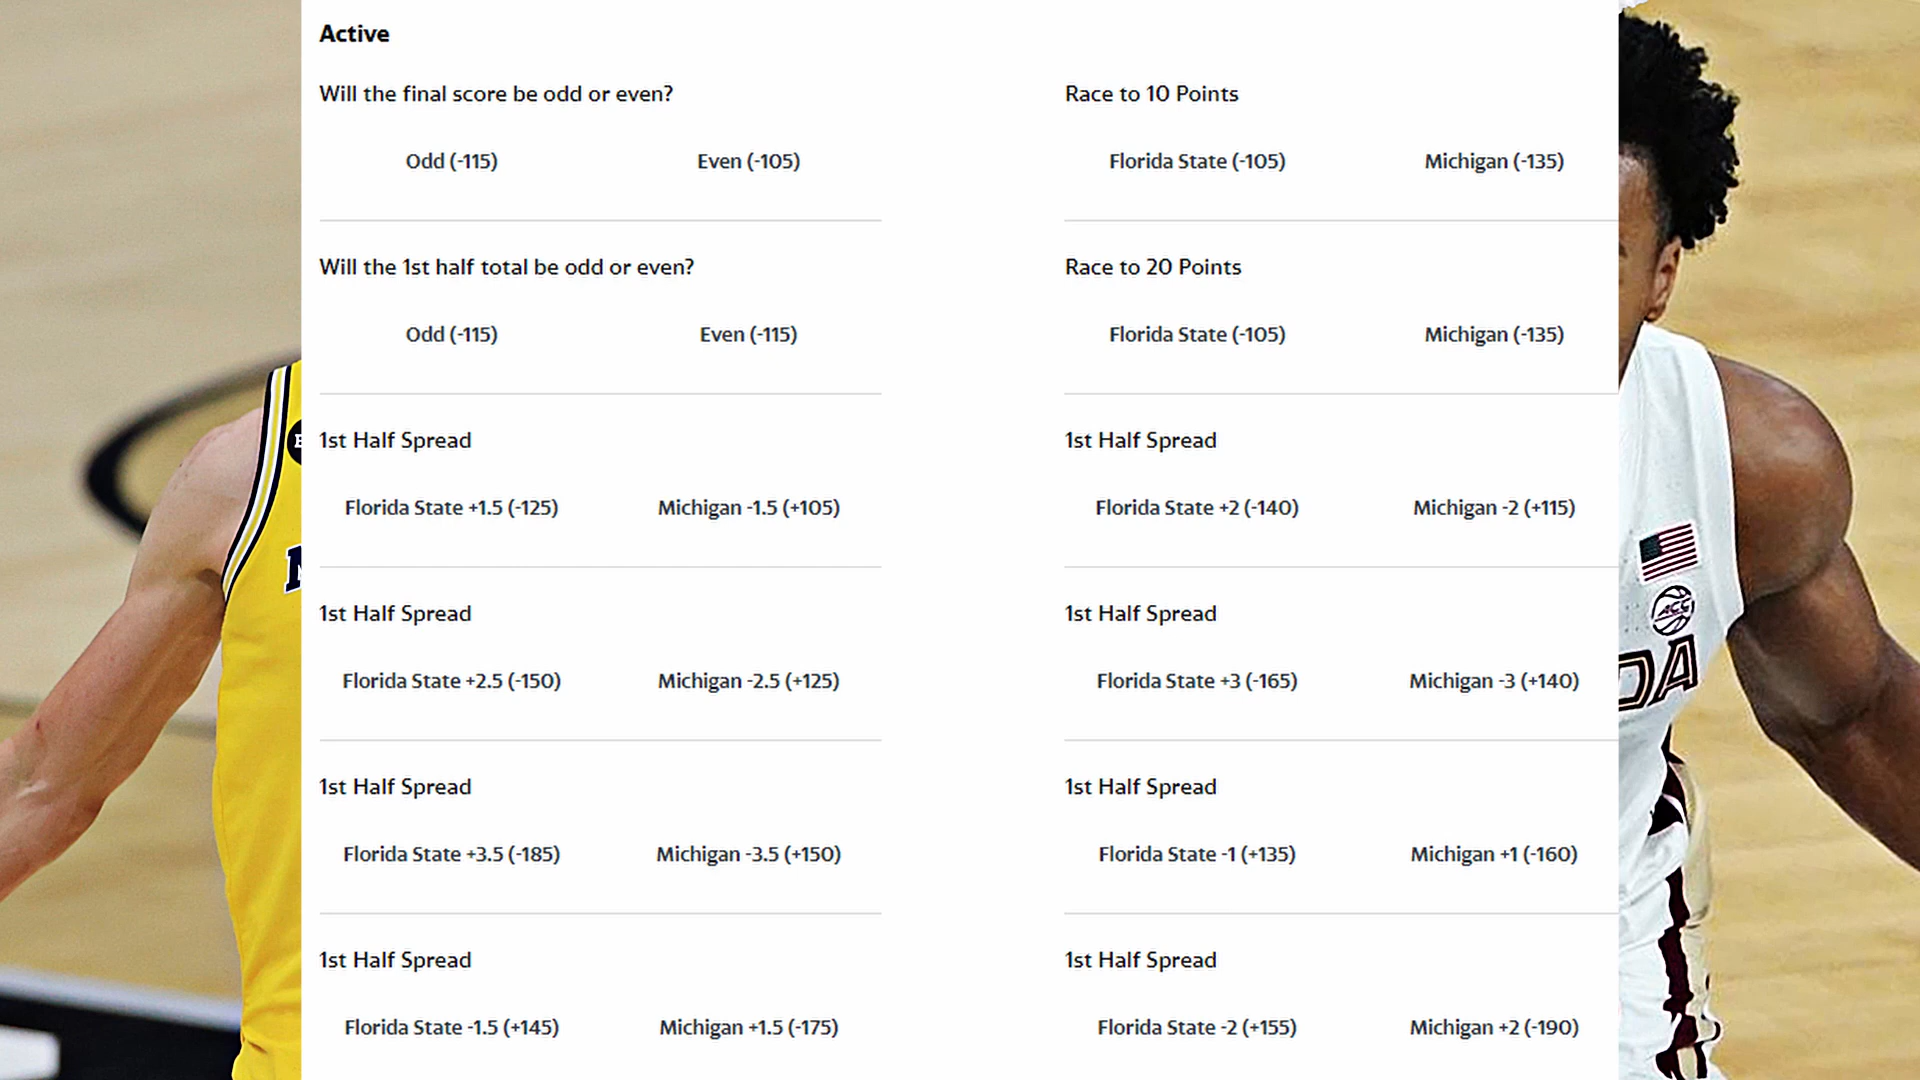 Active
Will the final score be odd or even?
Odd (-115) Even (-105)
Will the 1st half total be odd or even?
Odd (-115) Even (-115)
1st Half Spread
Florida State +1.5 (-125) Michigan -1.5 (+105)
1st Half Spread
Florida State +2.5 (-150) Michigan -2.5 (+125)
1st Half Spread
Florida State +3.5 (-185) Michigan -3.5 (+150)
1st Half Spread
Florida State -1.5 (+145) Michigan +1.5 (-175)
Race to 10 Points
Florida State (-105) Michigan (-135)
Race to 20 Points
Florida State (-105) Michigan (-135)
1st Half Spread
Florida State +2 (-140) Michigan -2 (+115)
1st Half Spread
Florida State +3 (-165) Michigan -3 (+140)
1st Half Spread
Florida State -1 (+135) Michigan +1 (-160)
1st Half Spread
Florida State -2 (+155) Michigan +2 (-190)
ACC
DA